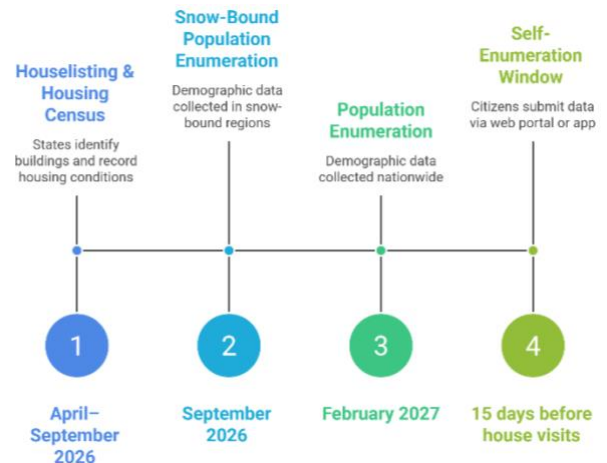 Houselisting &
Housing
Census
States identify
buildings and record
housing conditions
1
April–
September
2026
Snow-Bound
Population
Enumeration
Demographic data
collected in snow-
bound regions
2
September
2026
Population
Enumeration
Demographic data
collected nationwide
3
February 2027
Self-
Enumeration
Window
Citizens submit data
via web portal or app
4
15 days before
house visits